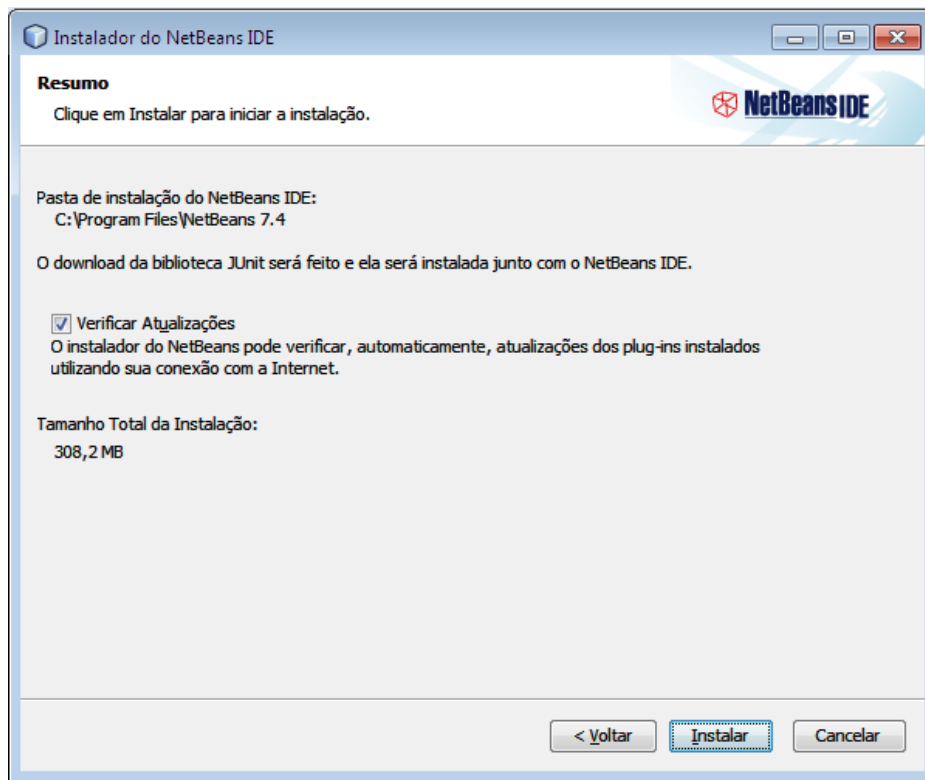 Instalador do NetBeans IDE
Resumo
Clique em Instalar para iniciar a instalação.
NetBeans IDE
Pasta de instalação do NetBeans IDE:
C:\Program Files\NetBeans 7.4
O download da biblioteca JUnit será feito e ela será instalada junto com o NetBeans IDE.
Verificar Atualizações
O instalador do NetBeans pode verificar, automaticamente, atualizações dos plug-ins instalados
utilizando sua conexão com a Internet.
Tamanho Total da Instalação:
308,2 MB
< Voltar Instalar Cancelar